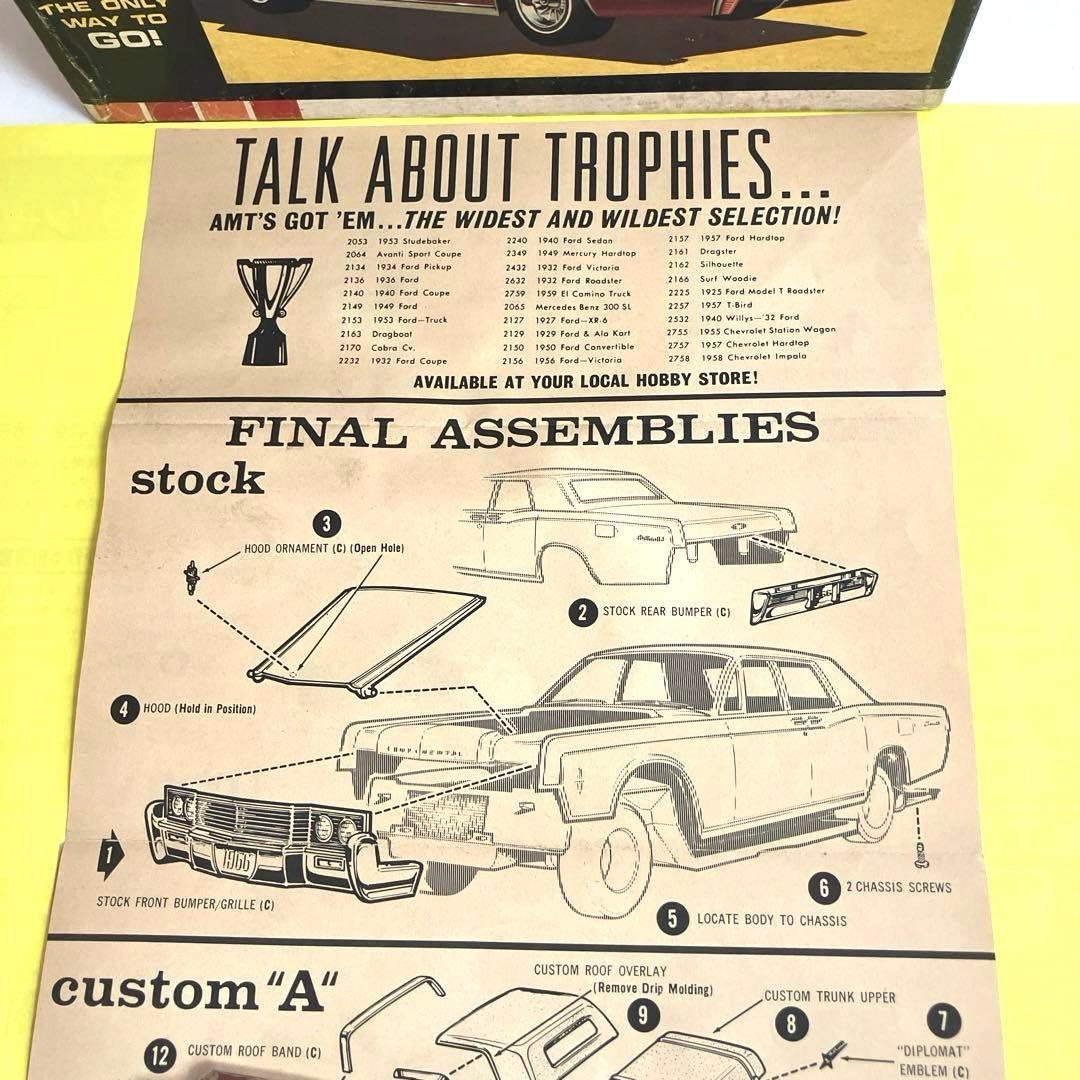 THE ONLY
WAY TO
GO!
TALK ABOUT TROPHIES...
AMT'S GOT 'EM...THE WIDEST AND WILDEST SELECTION!
2053 1953 Studebaker
2064 Avanti Sport Coupe
2134 1934 Ford Pickup
2136 1936 Ford
2140 1940 Ford Coupe
2149 1949 Ford
2153 1953 Ford—Truck
2163 Dragboat
2170 Cobra Cv.
2232 1932 Ford Coupe
2240 1940 Ford Sedan
2349 1949 Mercury Hardtop
2432 1932 Ford Victoria
2632 1932 Ford Roadster
2759 1959 El Camino Truck
2065 Mercedes Benz 300 SL
2127 1927 Ford—XR-6
2129 1929 Ford & Ala Kart
2150 1950 Ford Convertible
2156 1956 Ford—Victoria
2157 1957 Ford Hardtop
2161 Dragster
2162 Silhouette
2166 Surf Woodie
2225 1925 Ford Model T Roadster
2257 1957 T-Bird
2532 1940 Willys—'32 Ford
2755 1955 Chevrolet Station Wagon
2757 1957 Chevrolet Hardtop
2758 1958 Chevrolet Impala
AVAILABLE AT YOUR LOCAL HOBBY STORE!
FINAL ASSEMBLIES
stock
3
HOOD ORNAMENT (C) (Open Hole)
2 STOCK REAR BUMPER (C)
4 HOOD (Hold in Position)
CONTINENTAL
1966
1
STOCK FRONT BUMPER/GRILLE (C)
6 2 CHASSIS SCREWS
5 LOCATE BODY TO CHASSIS
custom "A"
CUSTOM ROOF OVERLAY
(Remove Drip Molding)
9
CUSTOM TRUNK UPPER
8
7
"DIPLOMAT"
EMBLEM (C)
12 CUSTOM ROOF BAND (C)